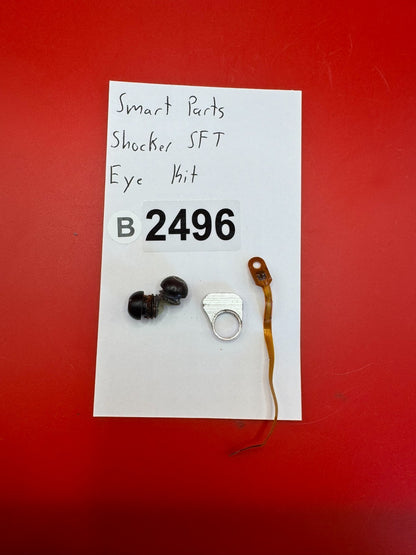 Smart Parts
Shocker SFT
Eye Kit
B 2496